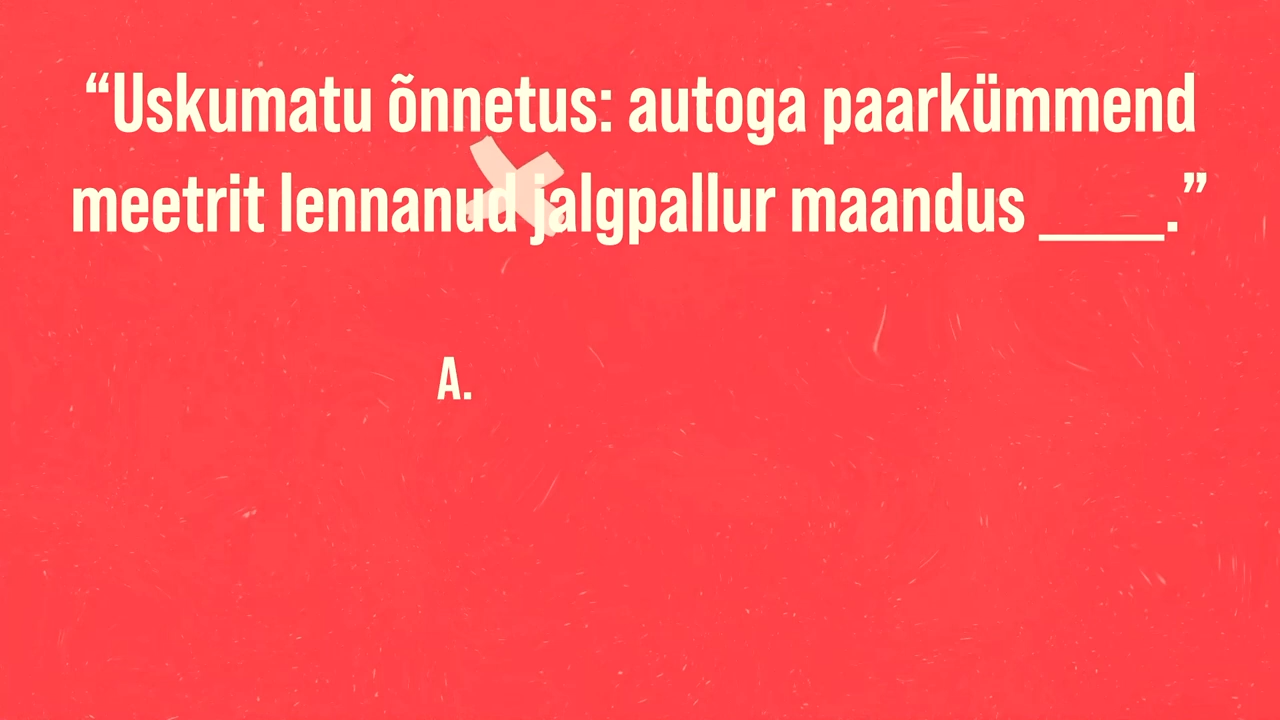 “Uskumatu õnnetus: autoga paarkümmend
meetrit lennanud jalgpallur maandus ____.”
A.